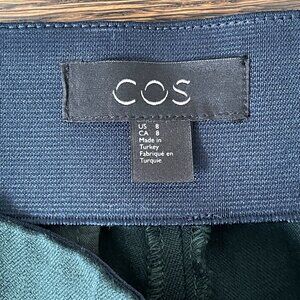 COS
US 8
CA 8
Made in
Turkey
Fabriqué en
Turquie